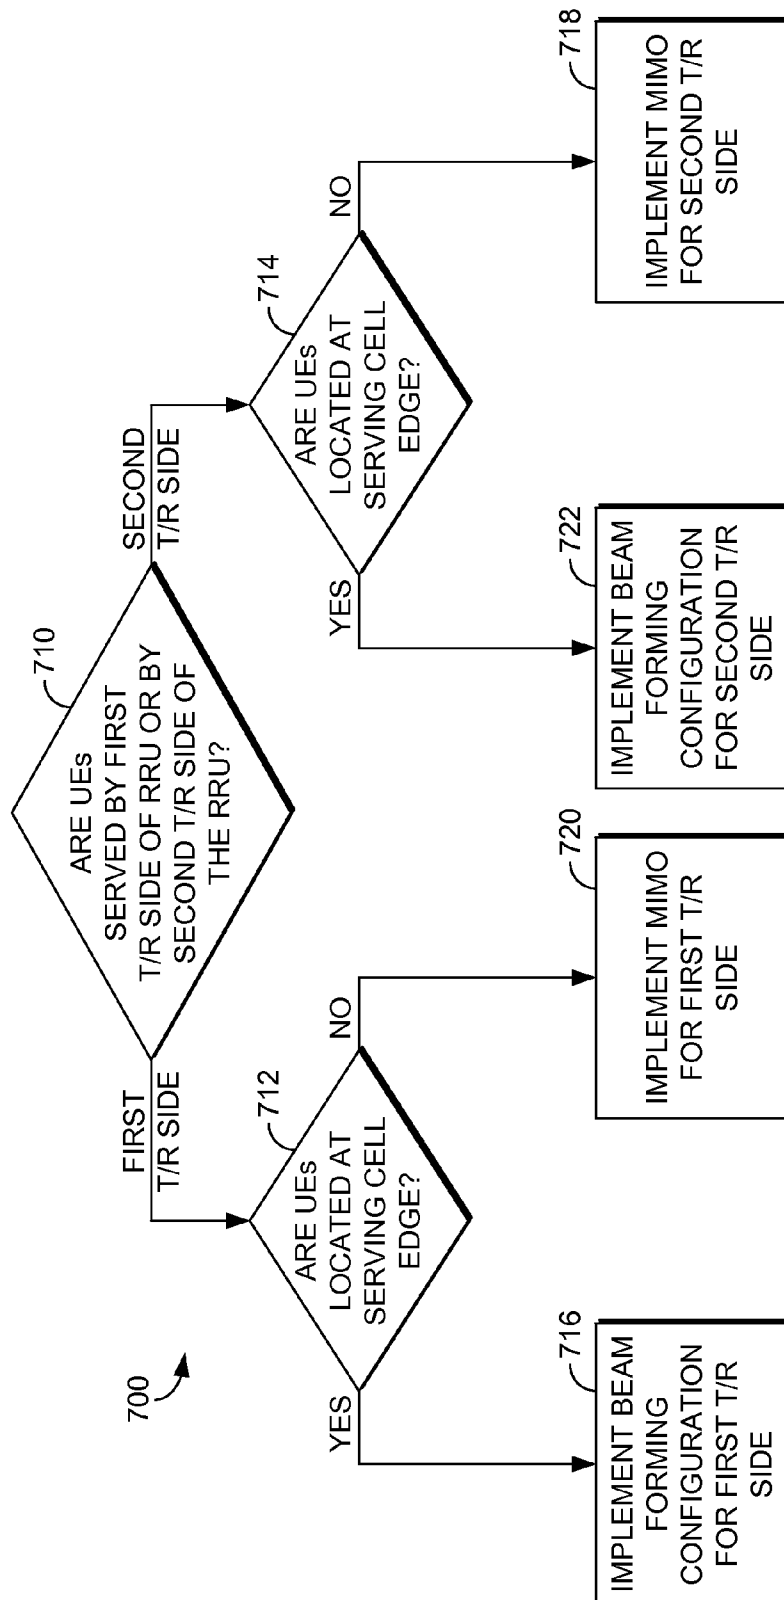 700
710
ARE UEs
SERVED BY FIRST
T/R SIDE OF RRU OR BY
SECOND T/R SIDE OF
THE RRU?
FIRST
T/R SIDE
SECOND
T/R SIDE
712
ARE UEs
LOCATED AT
SERVING CELL
EDGE?
YES
NO
714
ARE UEs
LOCATED AT
SERVING CELL
EDGE?
YES
NO
716
IMPLEMENT BEAM
FORMING
CONFIGURATION
FOR FIRST T/R
SIDE
720
IMPLEMENT MIMO
FOR FIRST T/R
SIDE
722
IMPLEMENT BEAM
FORMING
CONFIGURATION
FOR SECOND T/R
SIDE
718
IMPLEMENT MIMO
FOR SECOND T/R
SIDE